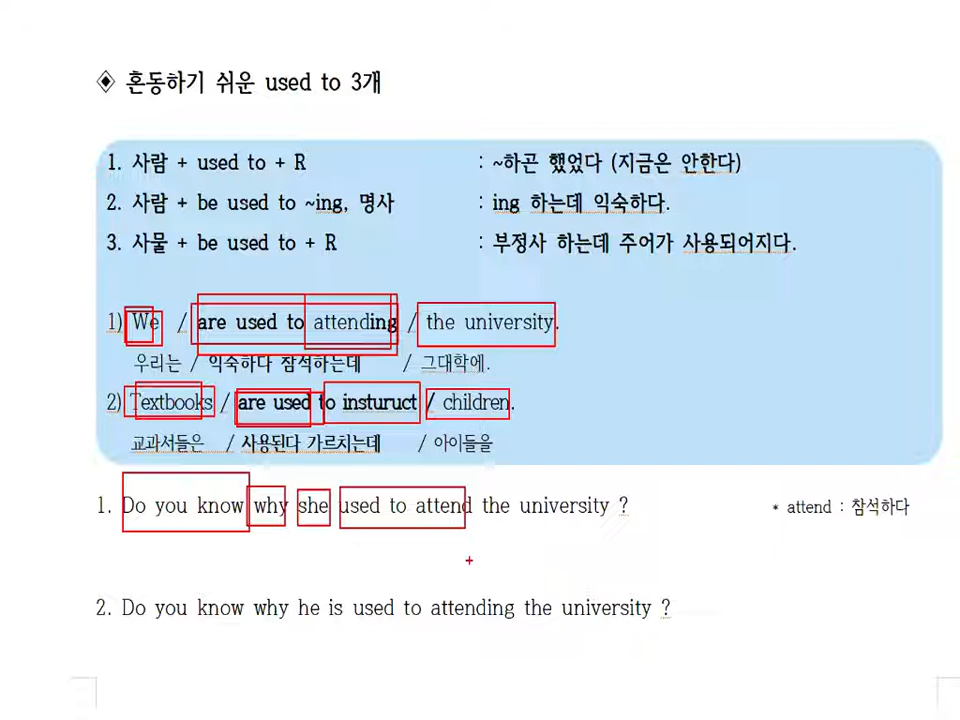 ◈ 혼동하기 쉬운 used to 3개
1. 사람 + used to + R : ~하곤 했었다 (지금은 안한다)
2. 사람 + be used to ~ing, 명사 : ing 하는데 익숙하다.
3. 사물 + be used to + R : 부정사 하는데 주어가 사용되어지다.
1) We / are used to attending / the university.
우리는 / 익숙하다 참석하는데 / 그대학에.
2) Textbooks / are used to insturuct / children.
교과서들은 / 사용된다 가르치는데 / 아이들을
1. Do you know why she used to attend the university ? * attend : 참석하다
2. Do you know why he is used to attending the university ?